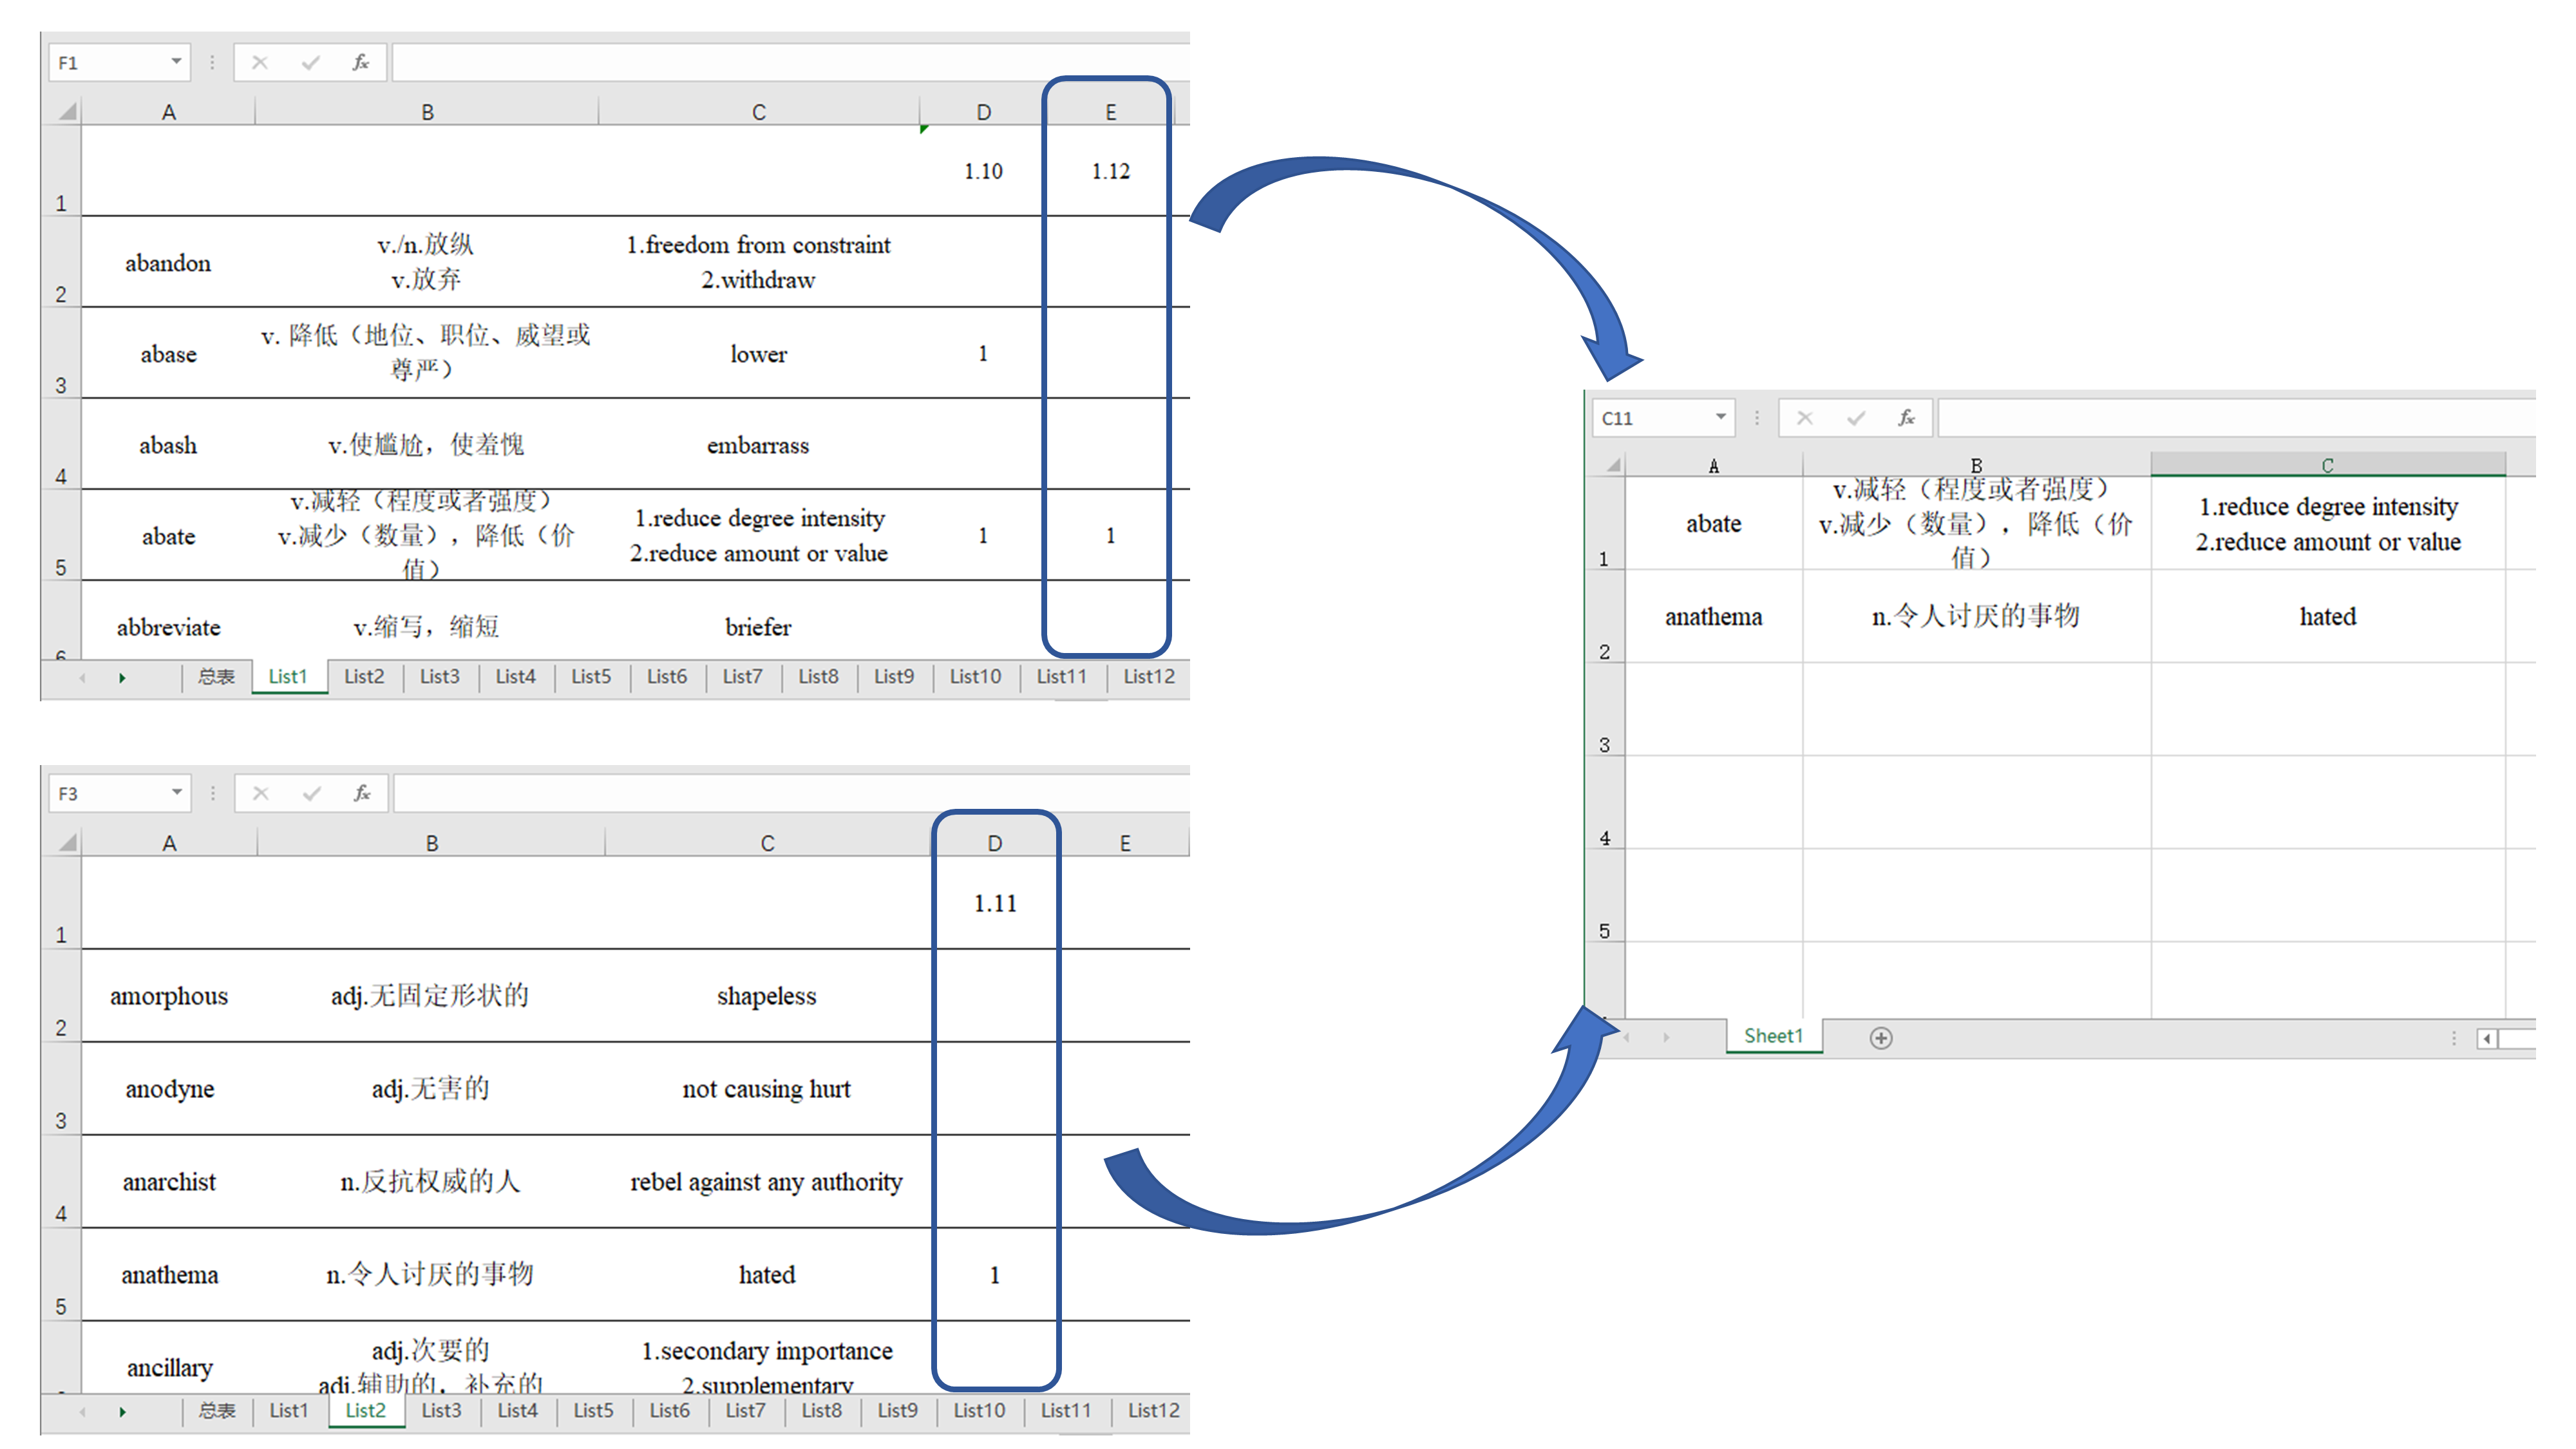 F1
fx
A B C D E
1 1.10 1.12
v./n.放纵 1.freedom from constraint
abandon
v.放弃 2.withdraw
2
v. 降低（地位、职位、威望或
abase lower 1
尊严）
3
abash v.使尴尬，使羞愧 embarrass
4
v.减轻（程度或者强度）
1.reduce degree intensity
abate v.减少（数量），降低（价 1 1
2.reduce amount or value
值）
5
abbreviate v.缩写，缩短 briefer
6
总表 List1 List2 List3 List4 List5 List6 List7 List8 List9 List10 List11 List12
F3
fx
A B C D E
1 1.11
amorphous adj.无固定形状的 shapeless
2
anodyne adj.无害的 not causing hurt
3
anarchist n.反抗权威的人 rebel against any authority
4
anathema n.令人讨厌的事物 hated 1
5
adj.次要的 1.secondary importance
ancillary
adj.辅助的，补充的 2.supplementary
总表 List1 List2 List3 List4 List5 List6 List7 List8 List9 List10 List11 List12
C11
fx
A B C
v.减轻（程度或者强度） 1.reduce degree intensity
abate v.减少（数量），降低（价
2.reduce amount or value
值）
1
anathema n.令人讨厌的事物 hated
2
3
4
5
Sheet1